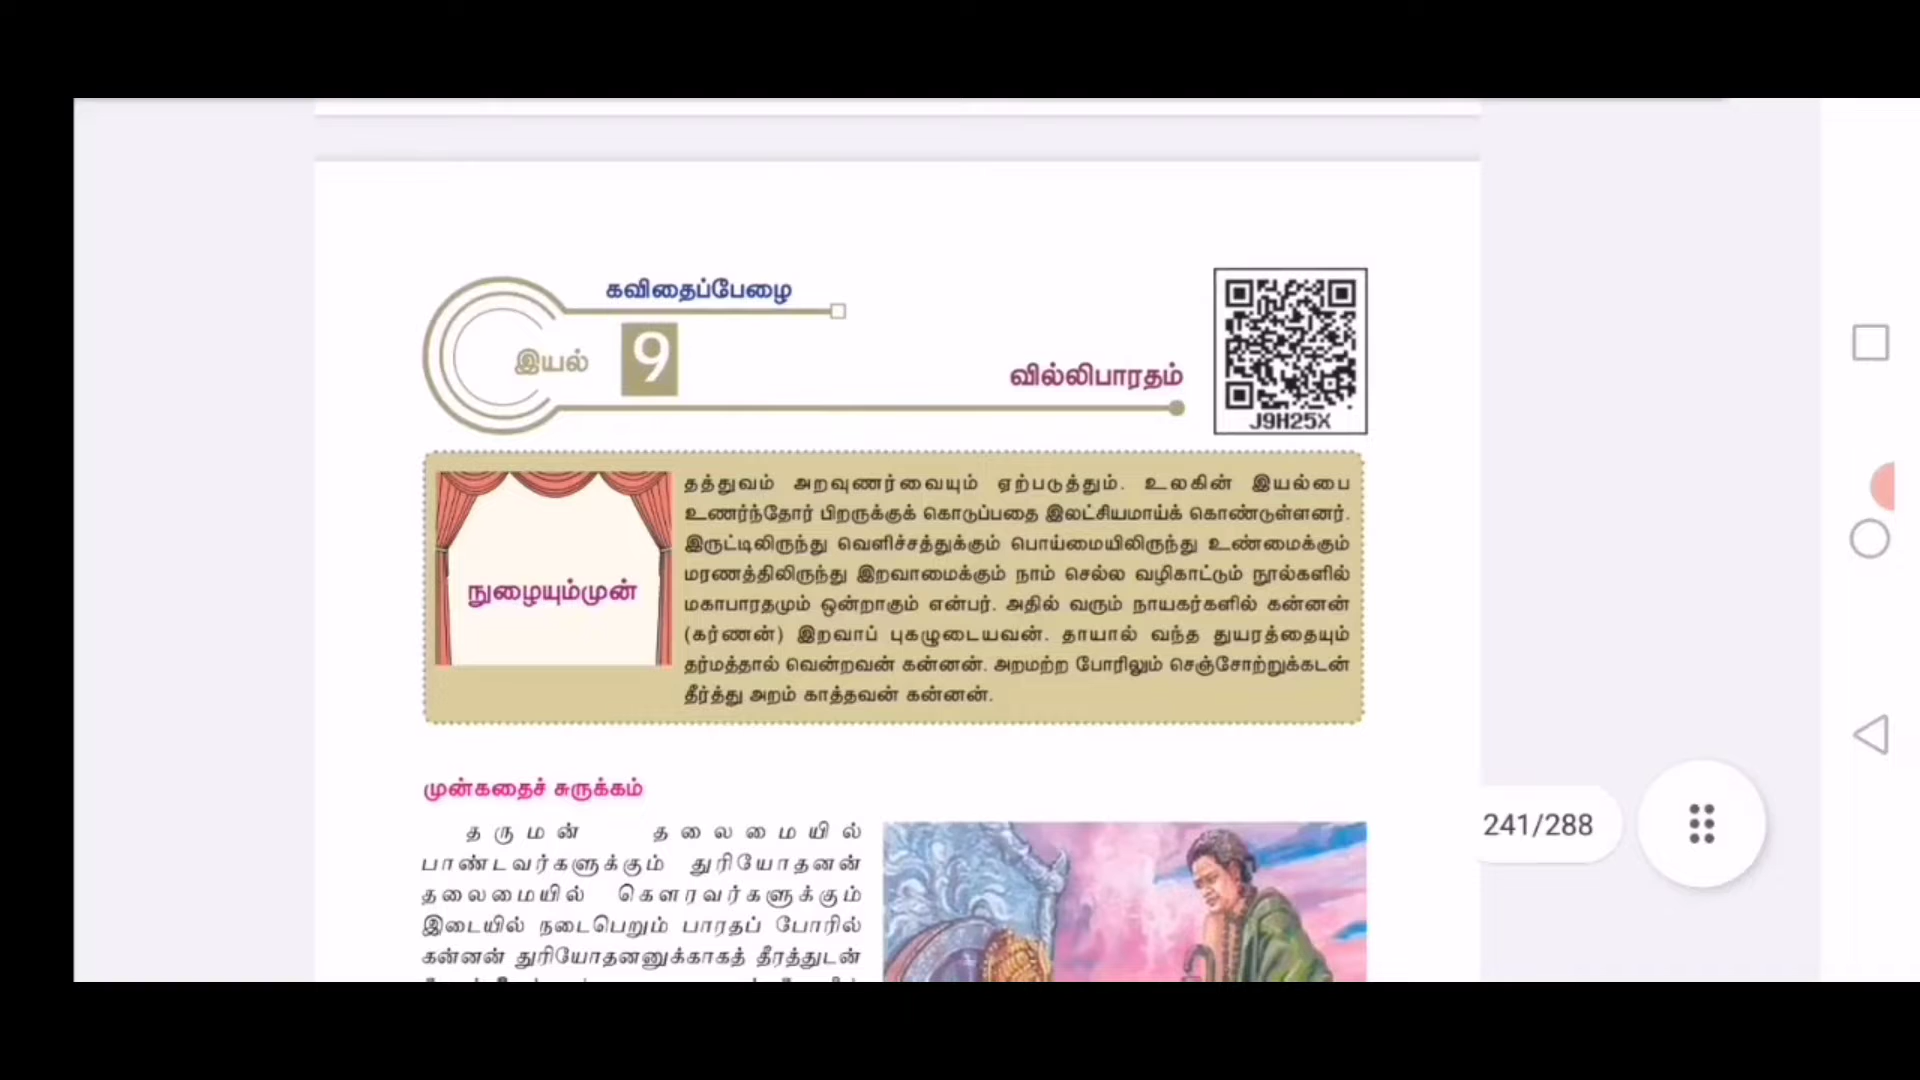 கவிதைப்பேழை
இயல் 9
வில்லிபாரதம்
J9H25X
நுழையும்முன்
தத்துவம் அறவுணர்வையும் ஏற்படுத்தும். உலகின் இயல்பை
உணர்ந்தோர் பிறருக்குக் கொடுப்பதை இலட்சியமாய்க் கொண்டுள்ளனர்.
இருட்டிலிருந்து வெளிச்சத்துக்கும் பொய்மையிலிருந்து உண்மைக்கும்
மரணத்திலிருந்து இறவாமைக்கும் நாம் செல்ல வழிகாட்டும் நூல்களில்
மகாபாரதமும் ஒன்றாகும் என்பர். அதில் வரும் நாயகர்களில் கன்னன்
(கர்ணன்) இறவாப் புகழுடையவன். தாயால் வந்த துயரத்தையும்
தர்மத்தால் வென்றவன் கன்னன். அறமற்ற போரிலும் செஞ்சோற்றுக்கடன்
தீர்த்து அறம் காத்தவன் கன்னன்.
முன்கதைச் சுருக்கம்
தருமன் தலைமையில்
பாண்டவர்களுக்கும் துரியோதனன்
தலைமையில் கௌரவர்களுக்கும்
இடையில் நடைபெறும் பாரதப் போரில்
கன்னன் துரியோதனனுக்காகத் தீரத்துடன்
241/288